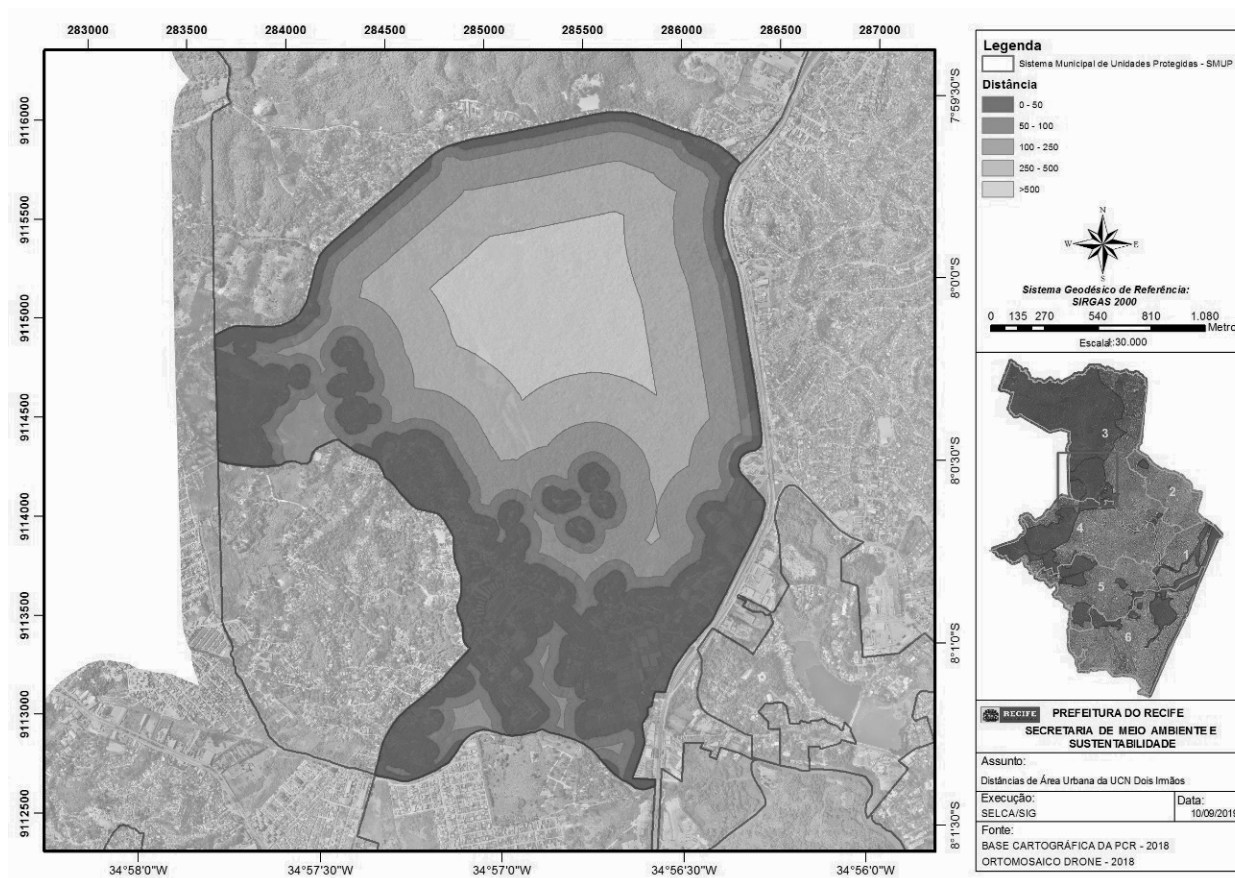 283000 283500 284000 284500 285000 285500 286000 286500 287000
9116000
9115500
9115000
9114500
9114000
9113500
9113000
9112500
7°59'30"S
8°0'0"S
8°0'30"S
8°1'0"S
8°1'30"S
34°58'0"W 34°57'30"W 34°57'0"W 34°56'30"W 34°56'0"W
Legenda
Sistema Municipal de Unidades Protegidas - SMUP
Distância
0 - 50
50 - 100
100 - 250
250 - 500
>500
N
W E
S
Sistema Geodésico de Referência:
SIRGAS 2000
0 135 270 540 810 1.080
Metro
Escala1:30.000
3
2
4
1
5
6
RECIFE PREFEITURA DO RECIFE
SECRETARIA DE MEIO AMBIENTE E
SUSTENTABILIDADE
Assunto:
Distâncias de Área Urbana da UCN Dois Irmãos
Execução: Data:
SELCA/SIG 10/09/2019
Fonte:
BASE CARTOGRÁFICA DA PCR - 2018
ORTOMOSAICO DRONE - 2018